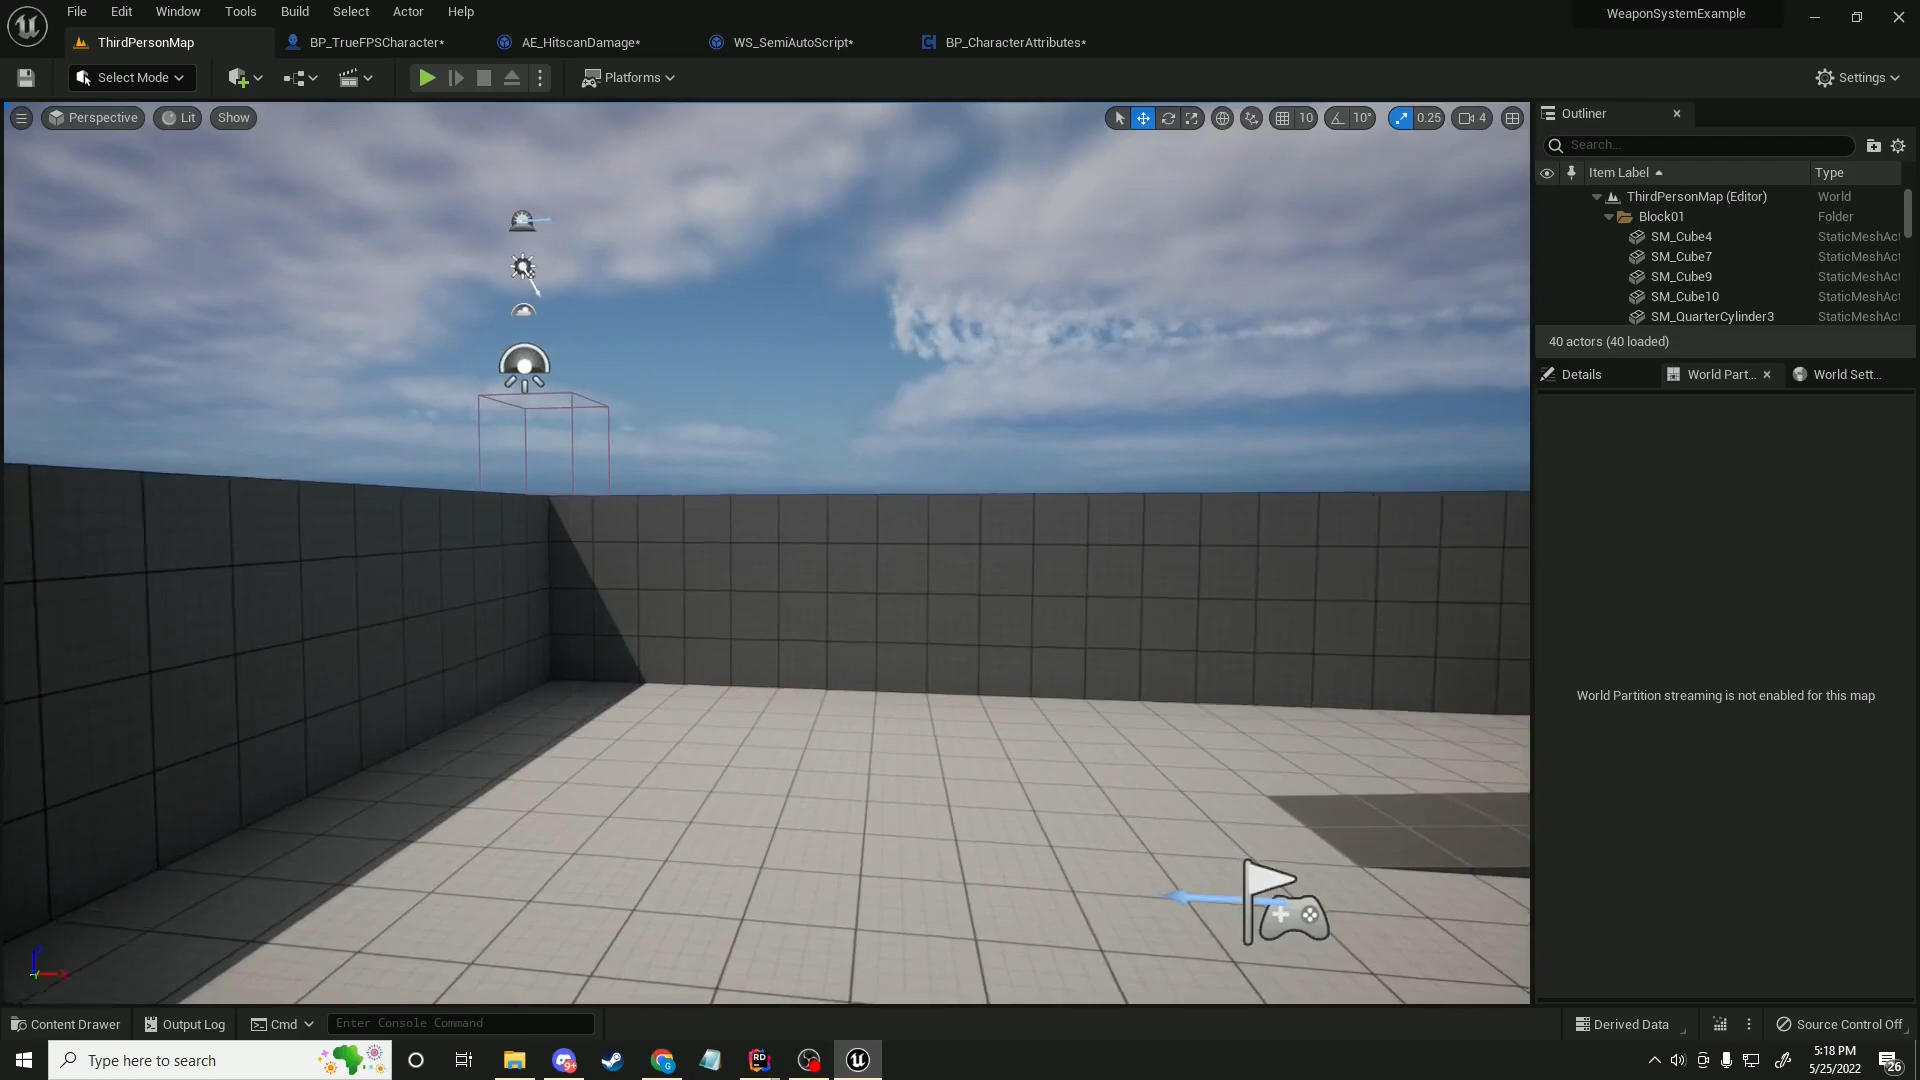 File Edit Window Tools Build Select Actor Help
WeaponSystemExample
ThirdPersonMap BP_TrueFPSCharacter* AE_HitscanDamage* WS_SemiAutoScript* BP_CharacterAttributes*
Select Mode Platforms Settings
Perspective Lit Show 10 10° 0.25 4
Outliner
Search...
Item Label Type
ThirdPersonMap (Editor) World
Block01 Folder
SM_Cube4 StaticMeshAct
SM_Cube7 StaticMeshAct
SM_Cube9 StaticMeshAct
SM_Cube10 StaticMeshAct
SM_QuarterCylinder3 StaticMeshAct
40 actors (40 loaded)
Details World Part... World Sett...
World Partition streaming is not enabled for this map
Content Drawer Output Log Cmd Enter Console Command Derived Data Source Control Off
Type here to search
9+
RD
5:18 PM
5/25/2022
26